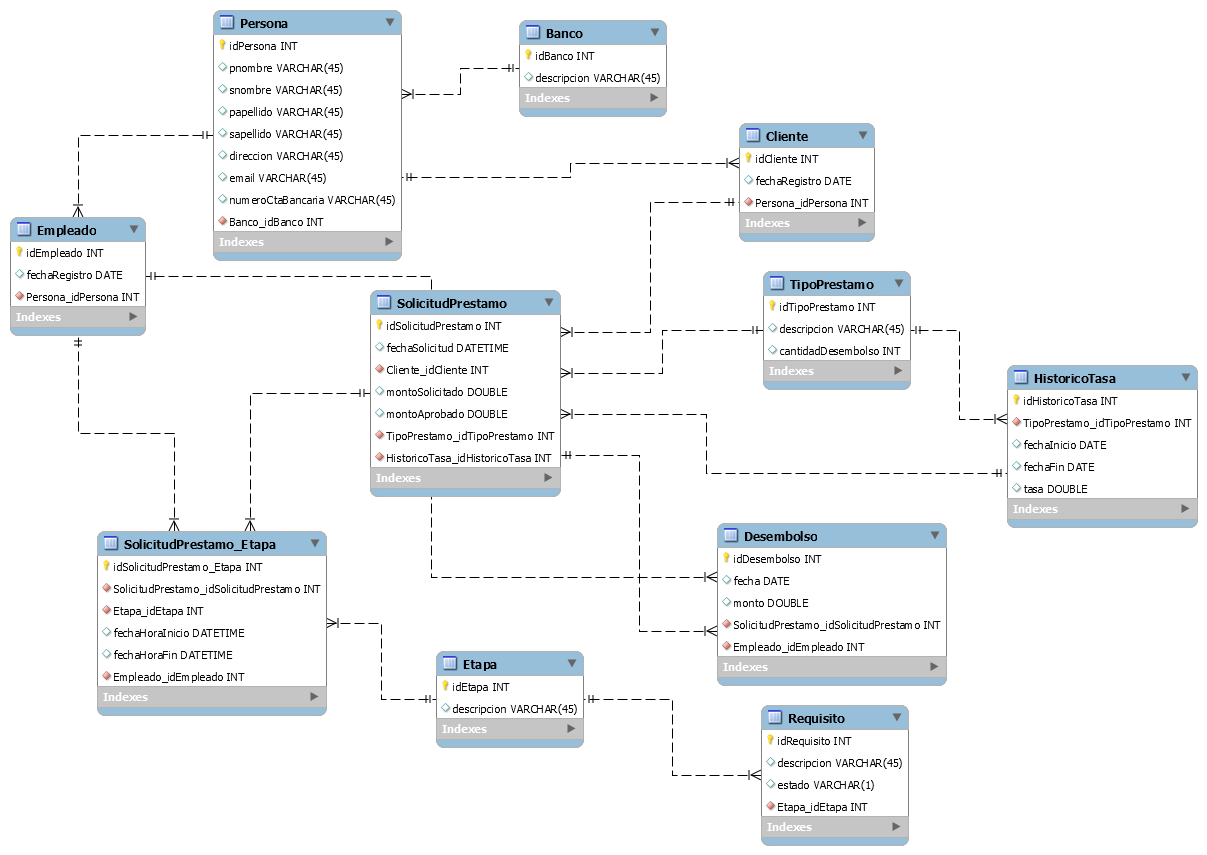 Persona
idPersona INT
pnombre VARCHAR(45)
snombre VARCHAR(45)
papellido VARCHAR(45)
sapellido VARCHAR(45)
direccion VARCHAR(45)
email VARCHAR(45)
numeroCtaBancaria VARCHAR(45)
Banco_idBanco INT
Indexes
Banco
idBanco INT
descripcion VARCHAR(45)
Indexes
Cliente
idCliente INT
fechaRegistro DATE
Persona_idPersona INT
Indexes
Empleado
idEmpleado INT
fechaRegistro DATE
Persona_idPersona INT
Indexes
SolicitudPrestamo
idSolicitudPrestamo INT
fechaSolicitud DATETIME
Cliente_idCliente INT
montoSolicitado DOUBLE
montoAprobado DOUBLE
TipoPrestamo_idTipoPrestamo INT
HistoricoTasa_idHistoricoTasa INT
Indexes
TipoPrestamo
idTipoPrestamo INT
descripcion VARCHAR(45)
cantidadDesembolso INT
Indexes
HistoricoTasa
idHistoricoTasa INT
TipoPrestamo_idTipoPrestamo INT
fechaInicio DATE
fechaFin DATE
tasa DOUBLE
Indexes
SolicitudPrestamo_Etapa
idSolicitudPrestamo_Etapa INT
SolicitudPrestamo_idSolicitudPrestamo INT
Etapa_idEtapa INT
fechaHoraInicio DATETIME
fechaHoraFin DATETIME
Empleado_idEmpleado INT
Indexes
Desembolso
idDesembolso INT
fecha DATE
monto DOUBLE
SolicitudPrestamo_idSolicitudPrestamo INT
Empleado_idEmpleado INT
Indexes
Etapa
idEtapa INT
descripcion VARCHAR(45)
Indexes
Requisito
idRequisito INT
descripcion VARCHAR(45)
estado VARCHAR(1)
Etapa_idEtapa INT
Indexes